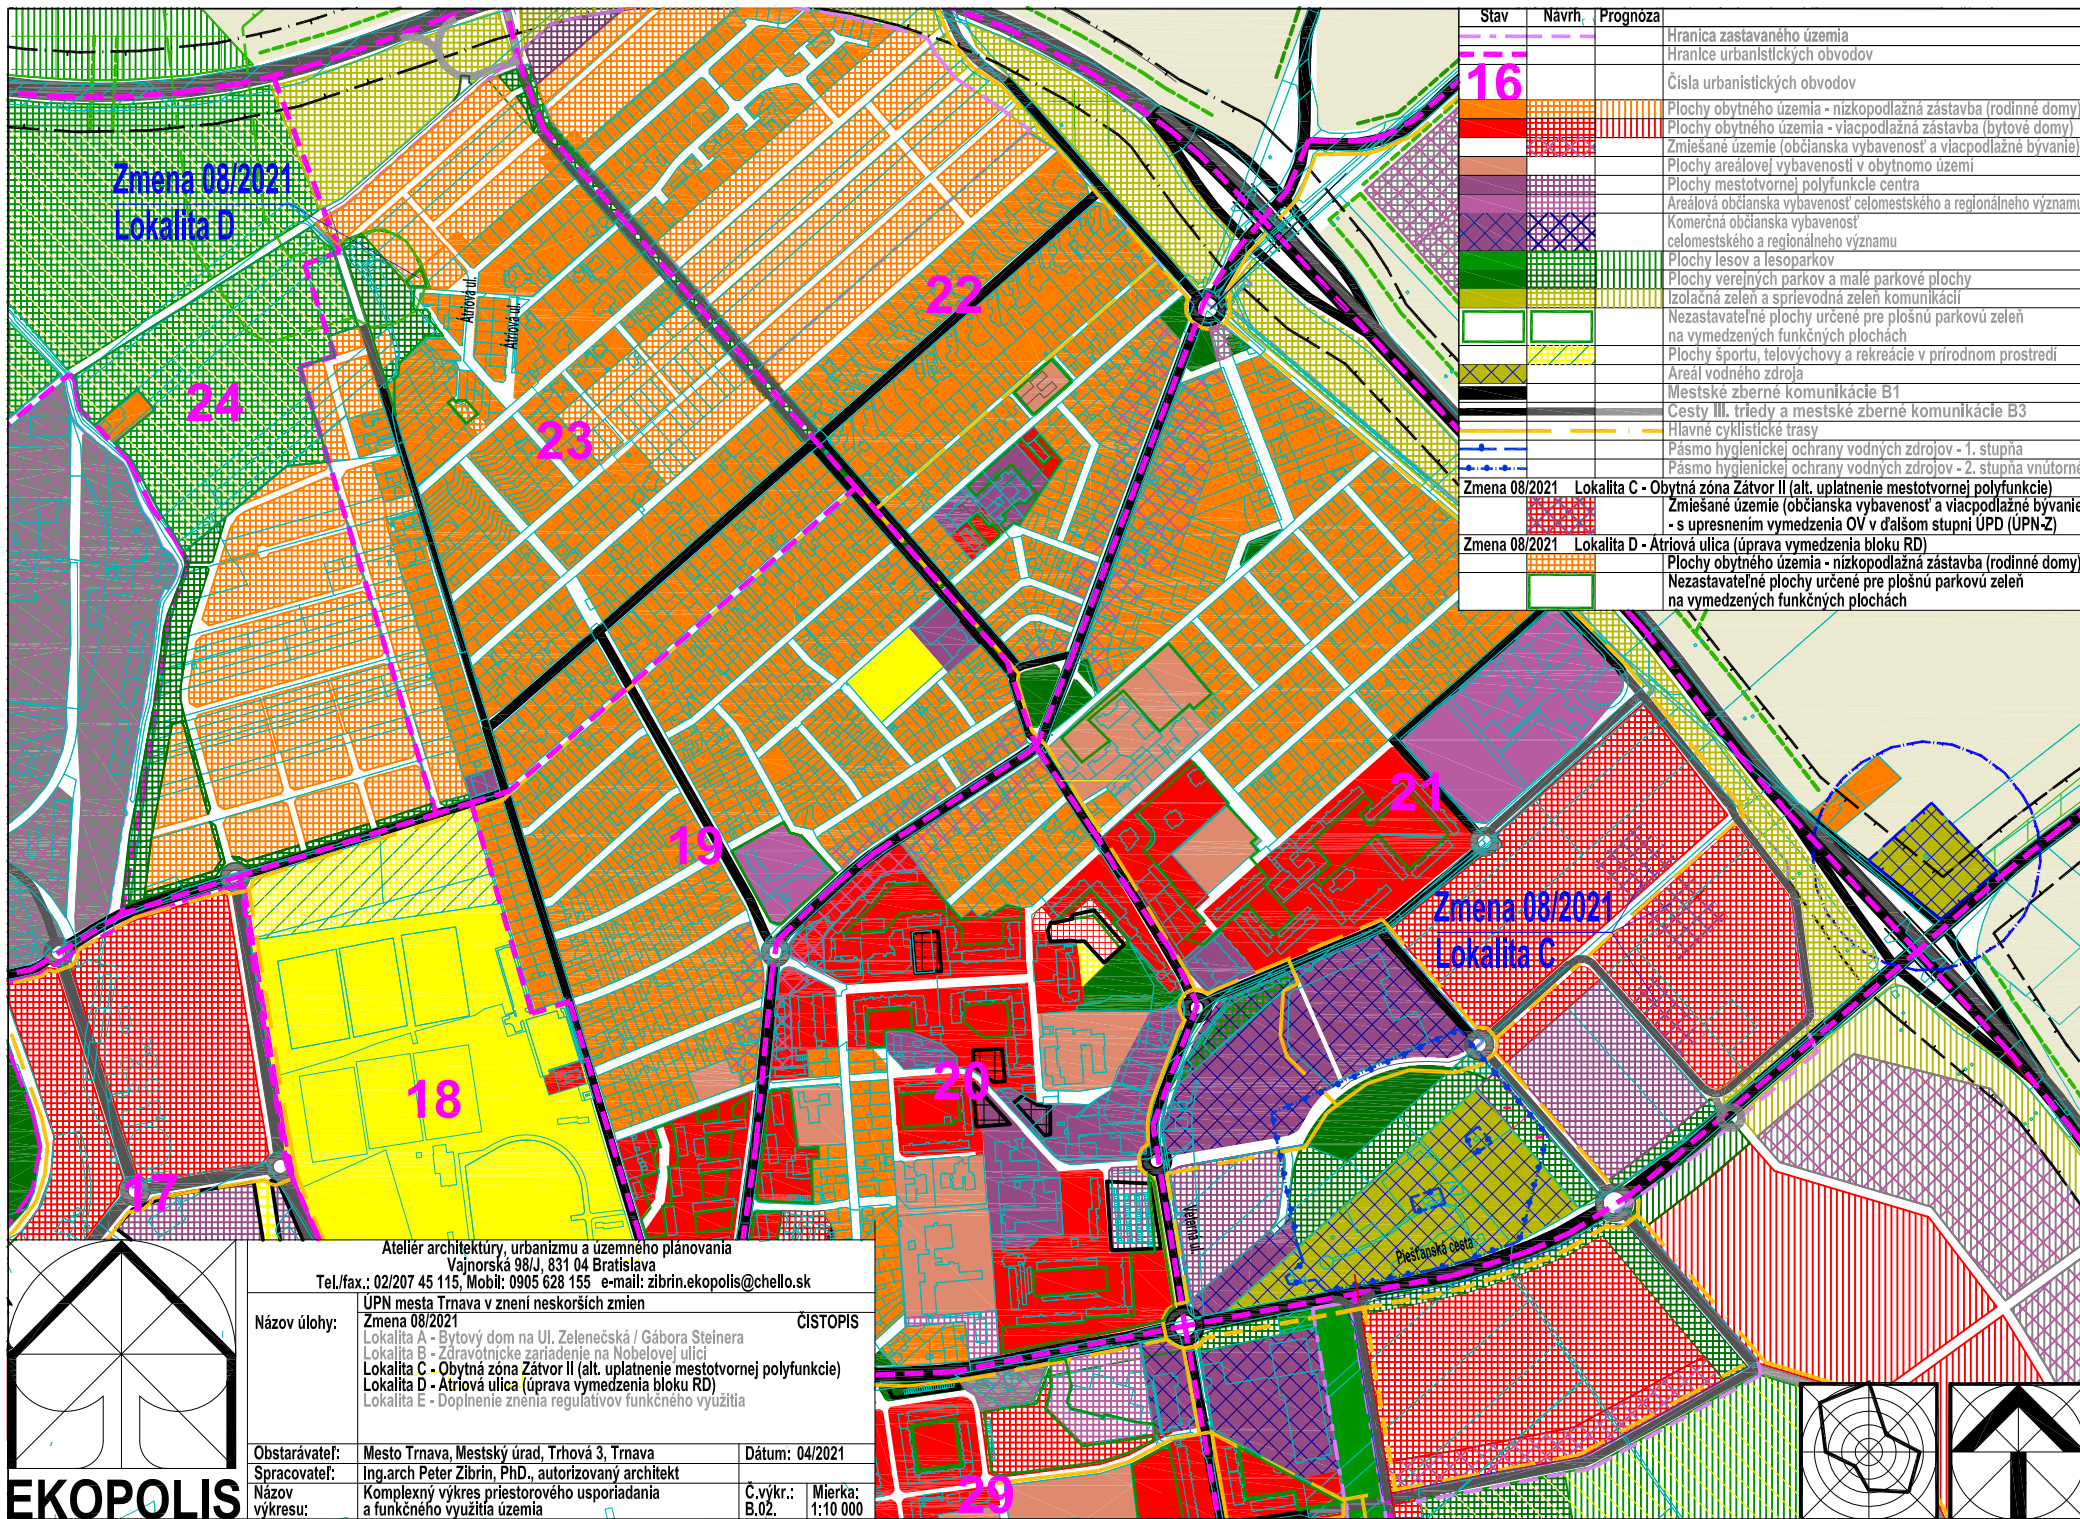 Stav Návrh Prognóza
Hranica zastavaného územia
Hranice urbanistických obvodov
16
Čísla urbanistických obvodov
Plochy obytného územia - nízkopodlažná zástavba (rodinné domy)
Plochy obytného územia - viacpodlažná zástavba (bytové domy)
Zmiešané územie (občianska vybavenosť a viacpodlažné bývanie)
Plochy areálovej vybavenosti v obytnomo území
Plochy mestotvornej polyfunkcie centra
Areálová občianska vybavenosť celomestského a regionálneho významu
Komerčná občianska vybavenosť
celomestského a regionálneho významu
Plochy lesov a lesoparkov
Plochy verejných parkov a malé parkové plochy
Izolačná zeleň a sprievodná zeleň komunikácií
Nezastavateľné plochy určené pre plošnú parkovú zeleň
na vymedzených funkčných plochách
Plochy športu, telovýchovy a rekreácie v prírodnom prostredí
Areál vodného zdroja
Mestské zberné komunikácie B1
Cesty III. triedy a mestské zberné komunikácie B3
Hlavné cyklistické trasy
Pásmo hygienickej ochrany vodných zdrojov - 1. stupňa
Pásmo hygienickej ochrany vodných zdrojov - 2. stupňa vnútorné
Zmena 08/2021 Lokalita C - Obytná zóna Zátvor II (alt. uplatnenie mestotvornej polyfunkcie)
Zmiešané územie (občianska vybavenosť a viacpodlažné bývanie
- s upresnením vymedzenia OV v ďalšom stupni ÚPD (ÚPN-Z)
Zmena 08/2021 Lokalita D - Átriová ulica (úprava vymedzenia bloku RD)
Plochy obytného územia - nízkopodlažná zástavba (rodinné domy)
Nezastavateľné plochy určené pre plošnú parkovú zeleň
na vymedzených funkčných plochách
Zmena 08/2021
Lokalita D
Átriová ul.
Átriová ul.
22
24
23
21
19
Zmena 08/2021
Lokalita C
18
20
17
Veterná ul.
Piešťanská cesta
29
Ateliér architektúry, urbanizmu a územného plánovania
Vajnorská 98/J, 831 04 Bratislava
Tel./fax.: 02/207 45 115, Mobil: 0905 628 155 e-mail: zibrin.ekopolis@chello.sk
Názov úlohy:
ÚPN mesta Trnava v znení neskorších zmien
Zmena 08/2021 ČISTOPIS
Lokalita A - Bytový dom na Ul. Zelenečská / Gábora Steinera
Lokalita B - Zdravotnícke zariadenie na Nobelovej ulici
Lokalita C - Obytná zóna Zátvor II (alt. uplatnenie mestotvornej polyfunkcie)
Lokalita D - Átriová ulica (úprava vymedzenia bloku RD)
Lokalita E - Doplnenie znenia regulatívov funkčného využitia
Obstarávateľ: Mesto Trnava, Mestský úrad, Trhová 3, Trnava Dátum: 04/2021
Spracovateľ: Ing.arch Peter Zibrin, PhD., autorizovaný architekt
Názov výkresu: Komplexný výkres priestorového usporiadania
a funkčného využitia územia
Č.výkr.: B.02. Mierka: 1:10 000
EKOPOLIS